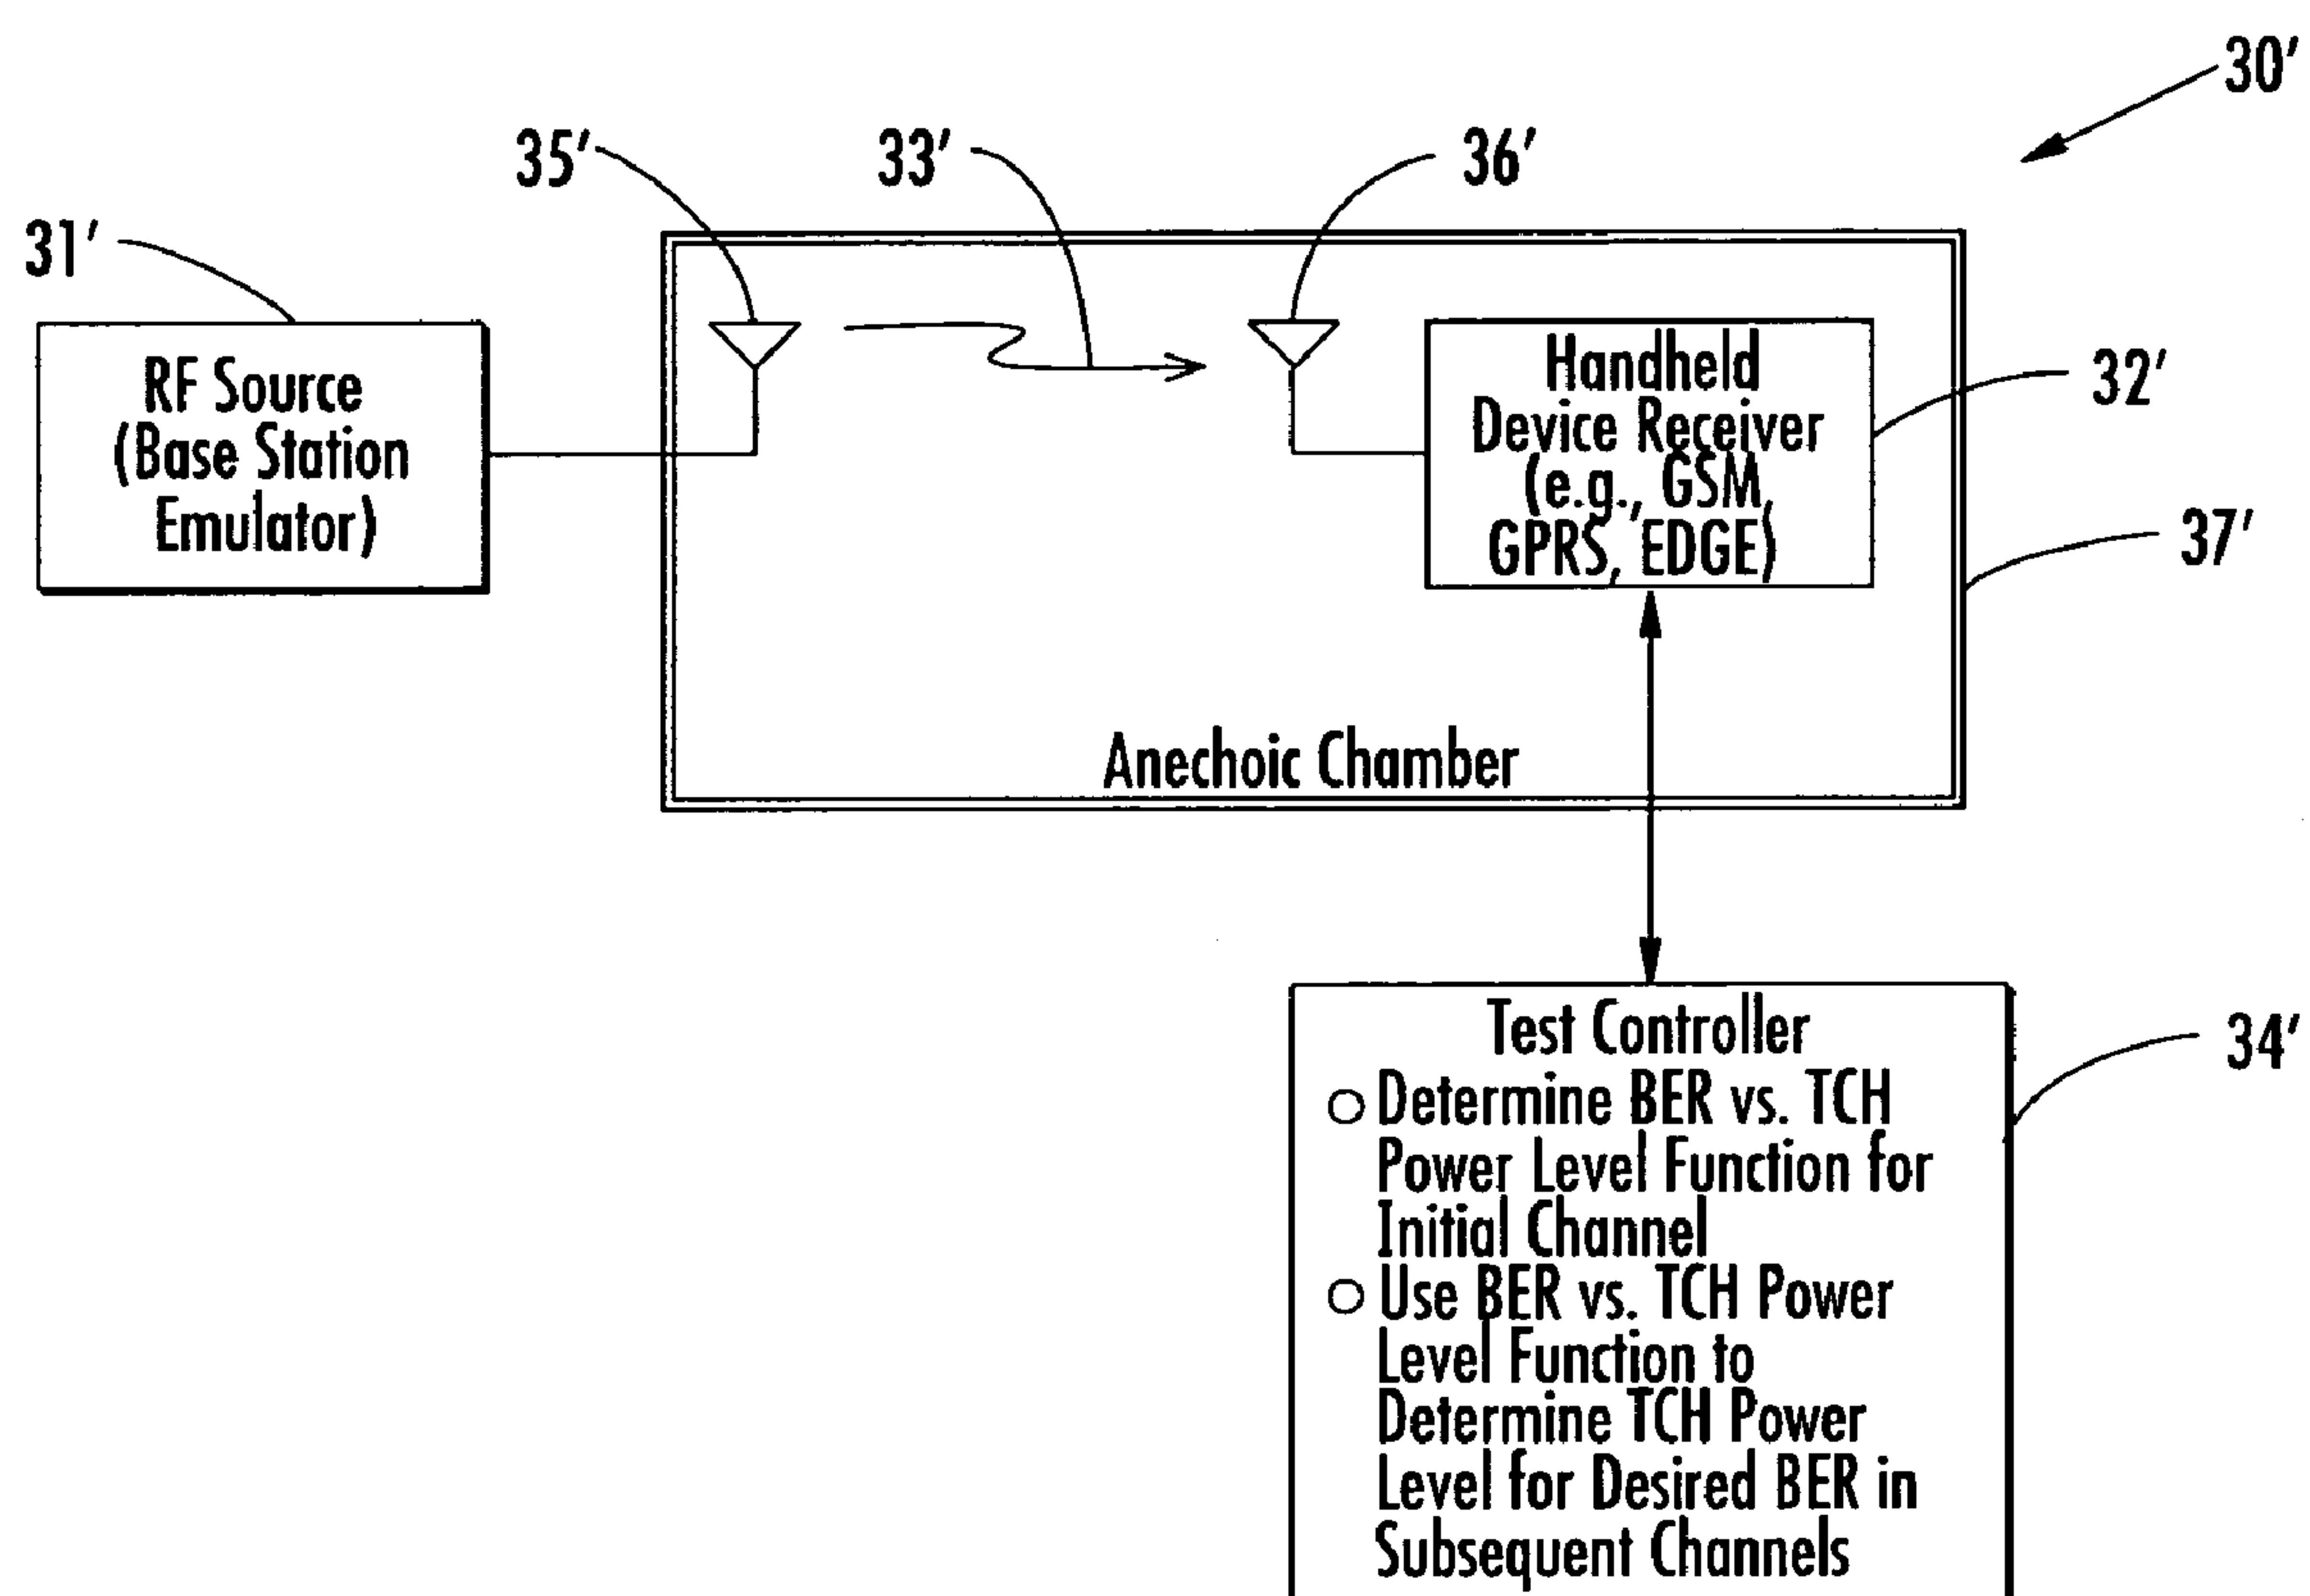 30'
35'
33'
36'
31'
RF Source
(Base Station
Emulator)
Handheld
Device Receiver
(e.g., GSM,
GPRS, EDGE)
32'
37'
Anechoic Chamber
Test Controller
○ Determine BER vs. TCH
Power Level Function for
Initial Channel
○ Use BER vs. TCH Power
Level Function to
Determine TCH Power
Level for Desired BER in
Subsequent Channels
34'